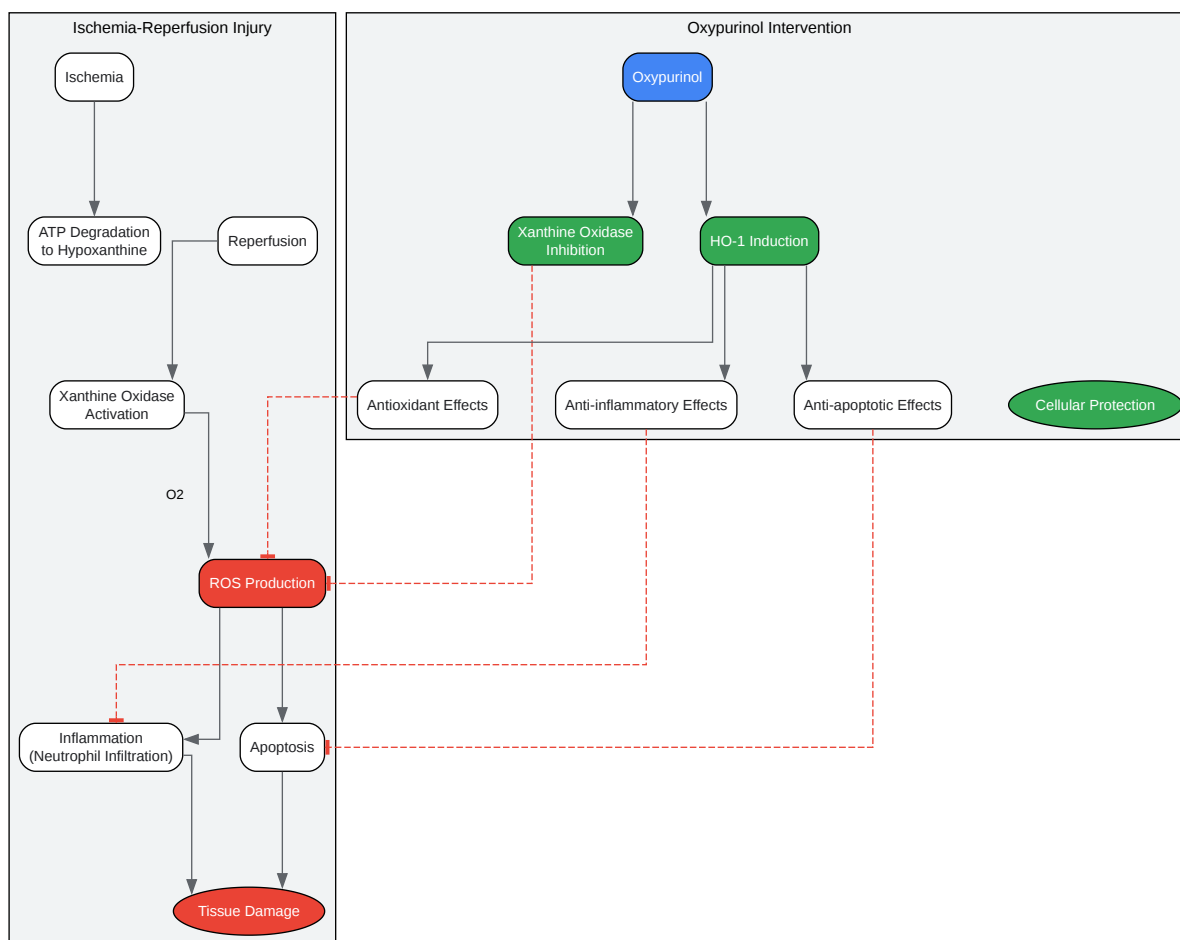 Ischemia-Reperfusion Injury
Ischemia
ATP Degradation
to Hypoxanthine
Reperfusion
Xanthine Oxidase
Activation
O2
ROS Production
Inflammation
(Neutrophil Infiltration)
Apoptosis
Tissue Damage
Oxypurinol Intervention
Oxypurinol
Xanthine Oxidase
Inhibition
HO-1 Induction
Antioxidant Effects
Anti-inflammatory Effects
Anti-apoptotic Effects
Cellular Protection